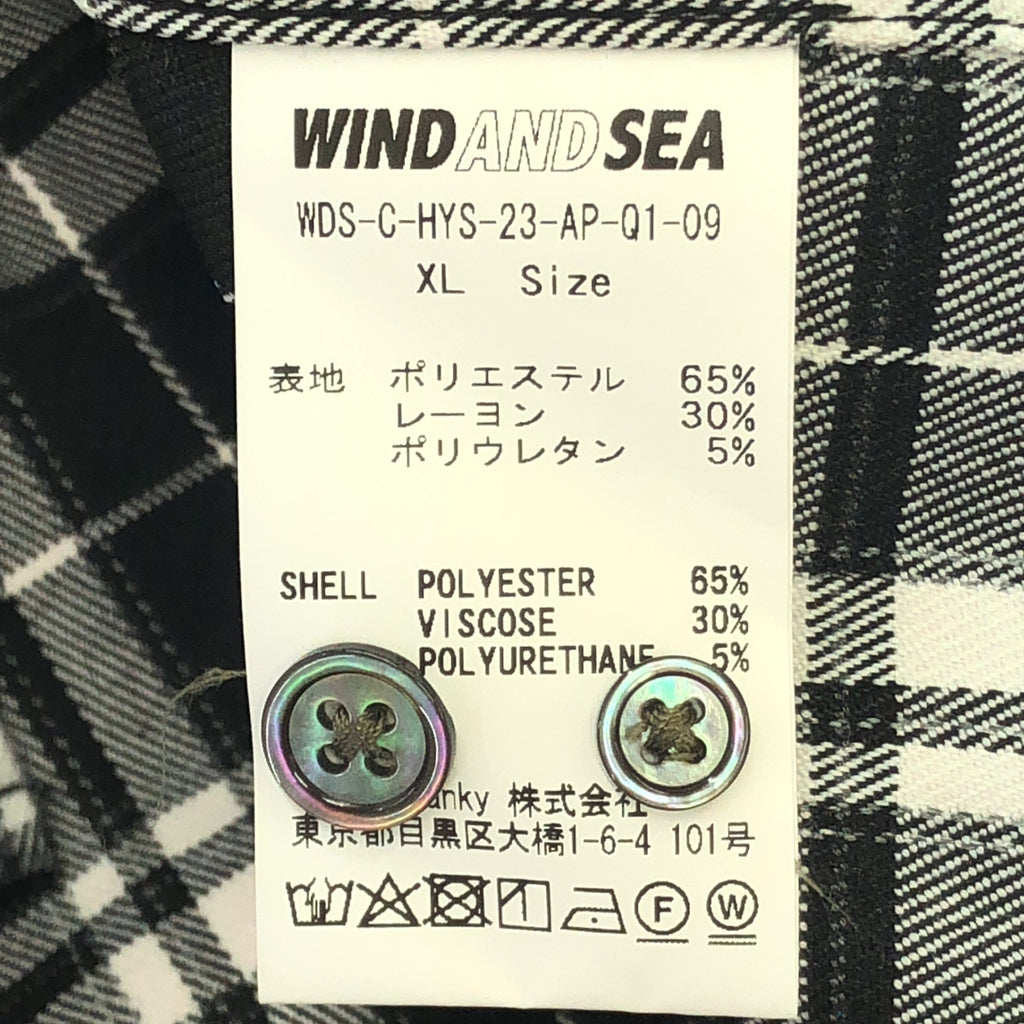 WINDANDSEA
WDS-C-HYS-23-AP-Q1-09
XL Size
表地 ポリエステル 65%
レーヨン 30%
ポリウレタン 5%
SHELL POLYESTER 65%
VISCOSE 30%
POLYURETHANE 5%
株式会社
東京都目黒区大橋1-6-4 101号
F W